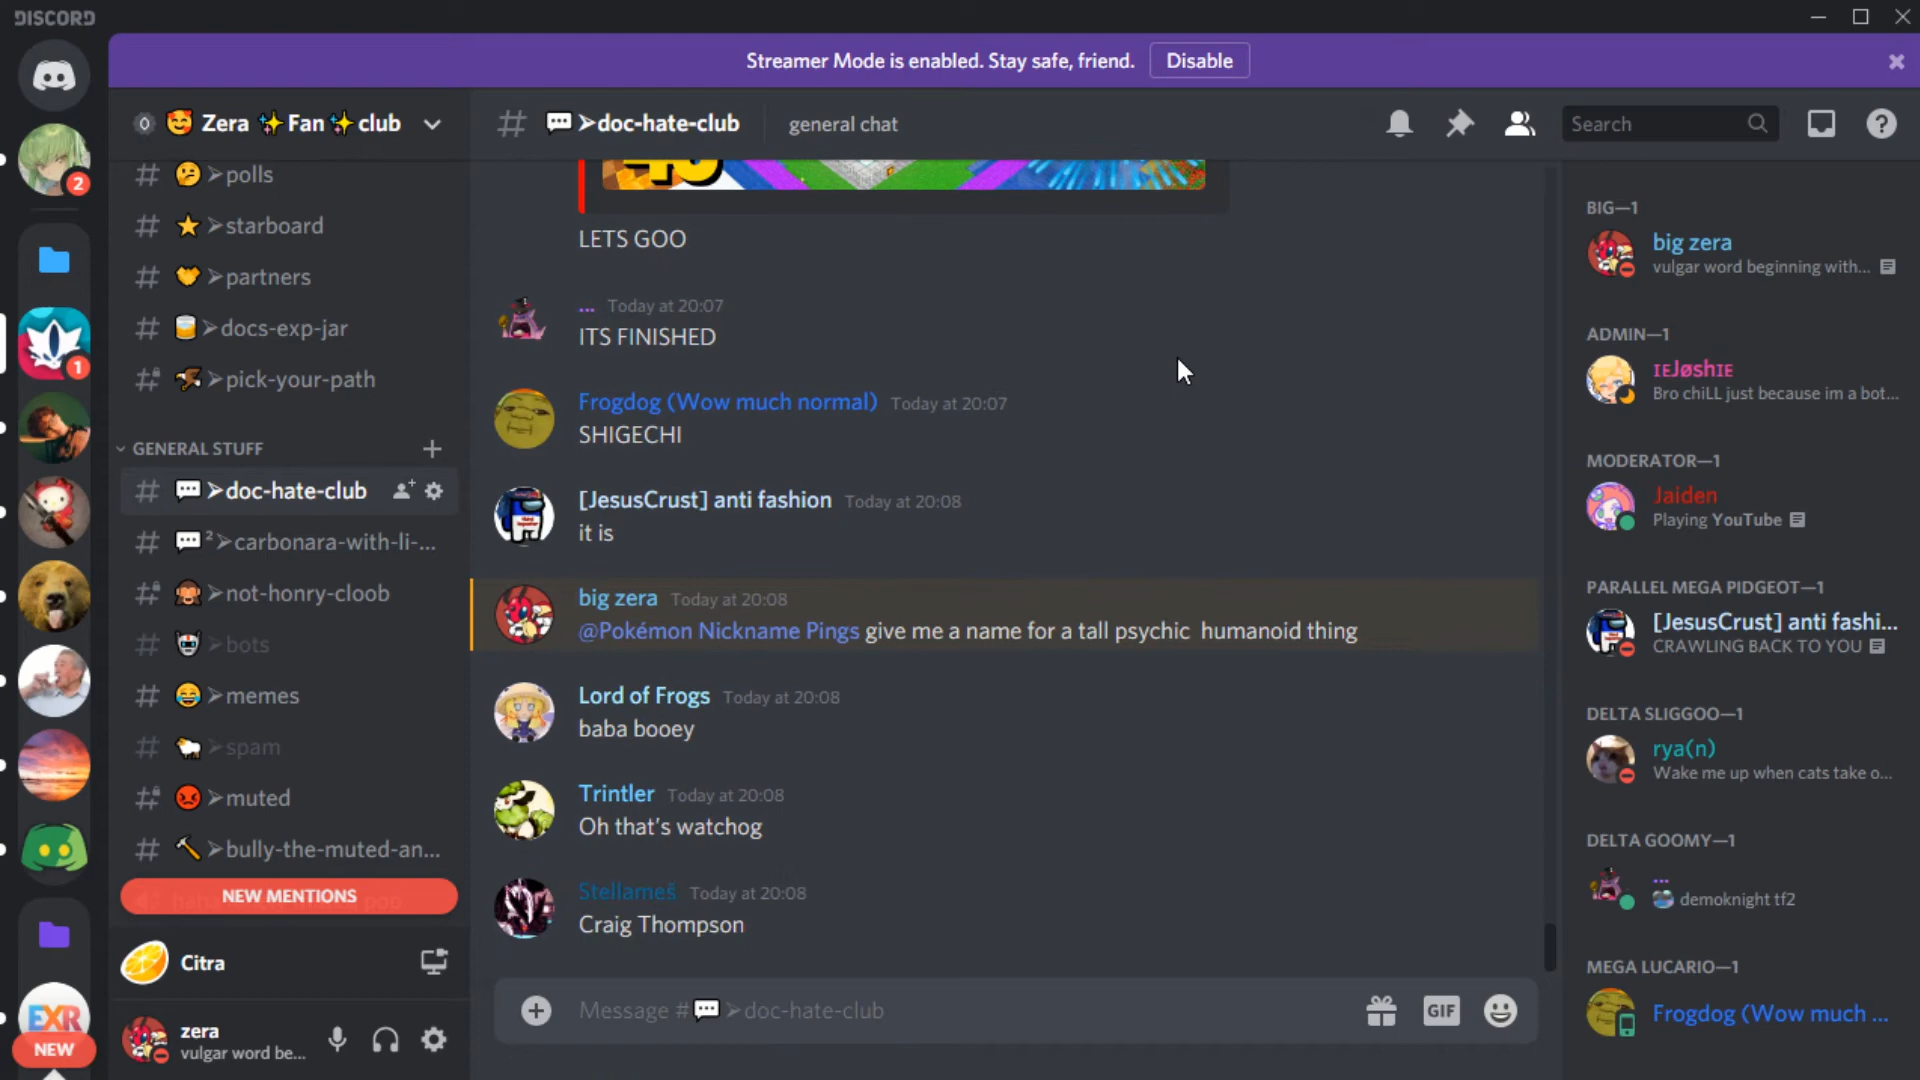 DISCORD
Streamer Mode is enabled. Stay safe, friend.
Disable
2
1
NEW
EXR
🥰 Zera ✨Fan✨club
# 🤔 ➢polls
# ⭐ ➢starboard
# 🤝 ➢partners
# ➢docs-exp-jar
# ➢pick-your-path
GENERAL STUFF
# 💬 ➢doc-hate-club
# 💬 ² ➢carbonara-with-li-...
# 🙈 ➢not-honry-cloob
# ➢bots
# 😂 ➢memes
# 🐑 ➢spam
# 😡 ➢muted
# 🔨 ➢bully-the-muted-an...
NEW MENTIONS
Citra
zera
vulgar word be...
# 💬 ➢doc-hate-club
general chat
Search
LETS GOO
... Today at 20:07
ITS FINISHED
Frogdog (Wow much normal) Today at 20:07
SHIGECHI
[JesusCrust] anti fashion Today at 20:08
it is
big zera Today at 20:08
@Pokémon Nickname Pings give me a name for a tall psychic humanoid thing
Lord of Frogs Today at 20:08
baba booey
Trintler Today at 20:08
Oh that's watchog
Stellameš Today at 20:08
Craig Thompson
Message #💬 ➢doc-hate-club
GIF
BIG—1
big zera
vulgar word beginning with...
ADMIN—1
ɪᴇJøshɪᴇ
Bro chiLL just because im a bot...
MODERATOR—1
Jaiden
Playing YouTube
PARALLEL MEGA PIDGEOT—1
[JesusCrust] anti fashi...
CRAWLING BACK TO YOU
DELTA SLIGGOO—1
rya(n)
Wake me up when cats take o...
DELTA GOOMY—1
...
demoknight tf2
MEGA LUCARIO—1
Frogdog (Wow much ...